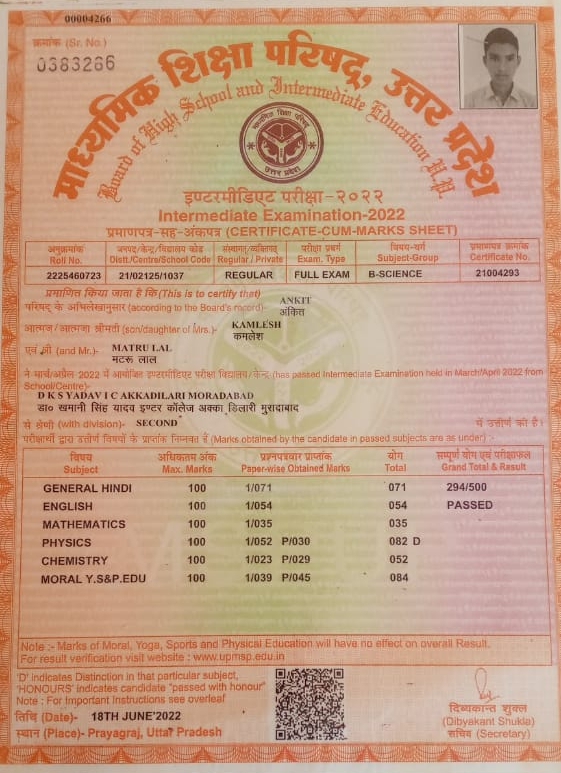 00004266
क्रमांक (Sr. No.)
0383266
माध्यमिक शिक्षा परिषद्, उत्तर प्रदेश
Board of High School and Intermediate Education U.P.
माध्यमिक शिक्षा परिषद्
उत्तर प्रदेश
इण्टरमीडिएट परीक्षा-२०२२
Intermediate Examination-2022
प्रमाणपत्र-सह-अंकपत्र (CERTIFICATE-CUM-MARKS SHEET)
अनुक्रमांक जनपद/केन्द्र/विद्यालय कोड संस्थागत/व्यक्तिगत परीक्षा प्रवर्ग विषय-वर्ग प्रमाणपत्र क्रमांक
Roll No. Distt./Centre/School Code Regular / Private Exam. Type Subject-Group Certificate No.
2225460723 21/02125/1037 REGULAR FULL EXAM B-SCIENCE 21004293
प्रमाणित किया जाता है कि (This is to certify that)
परिषद् के अभिलेखानुसार (according to the Board's record)- ANKIT
अंकित
आत्मज/आत्मजा श्रीमती (son/daughter of Mrs.)- KAMLESH
कमलेश
एवं श्री (and Mr.)- MATRU LAL
मटरू लाल
ने मार्च/अप्रैल 2022 में आयोजित इण्टरमीडिएट परीक्षा विद्यालय/केन्द्र (has passed Intermediate Examination held in March/April 2022 from
School/Centre)-
D K S YADAV I C AKKADILARI MORADABAD
डा० खमानी सिंह यादव इण्टर कॉलेज अक्का डिलारी मुरादाबाद
से श्रेणी (with division)- SECOND में उत्तीर्ण की है।
परीक्षार्थी द्वारा उत्तीर्ण विषयों के प्राप्तांक निम्नवत हैं (Marks obtained by the candidate in passed subjects are as under) :-
विषय अधिकतम अंक प्रश्नपत्रवार प्राप्तांक योग सम्पूर्ण योग एवं परीक्षाफल
Subject Max. Marks Paper-wise Obtained Marks Total Grand Total & Result
GENERAL HINDI 100 1/071 071 294/500
ENGLISH 100 1/054 054 PASSED
MATHEMATICS 100 1/035 035
PHYSICS 100 1/052 P/030 082 D
CHEMISTRY 100 1/023 P/029 052
MORAL Y.S&P.EDU 100 1/039 P/045 084
Note :- Marks of Moral, Yoga, Sports and Physical Education will have no effect on overall Result.
For result verification visit website : www.upmsp.edu.in
'D' indicates Distinction in that particular subject,
'HONOURS' indicates candidate "passed with honour"
Note : For Important Instructions see overleaf
तिथि (Date)- 18TH JUNE'2022
स्थान (Place)- Prayagraj, Uttar Pradesh
दिव्यकान्त शुक्ल
(Dibyakant Shukla)
सचिव (Secretary)